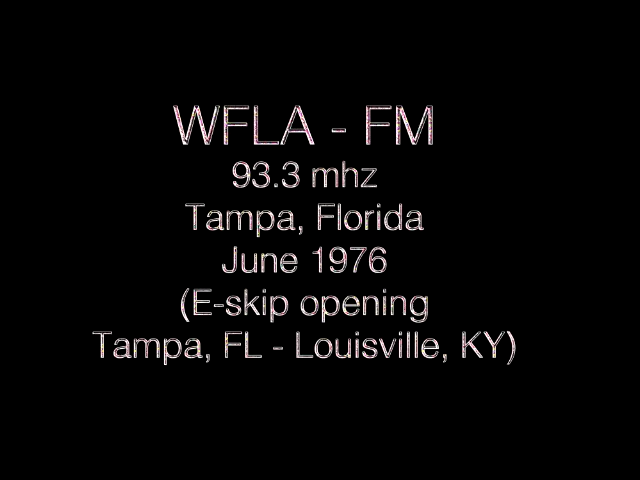 WFLA - FM
93.3 mhz
Tampa, Florida
June 1976
(E-skip opening
Tampa, FL - Louisville, KY)